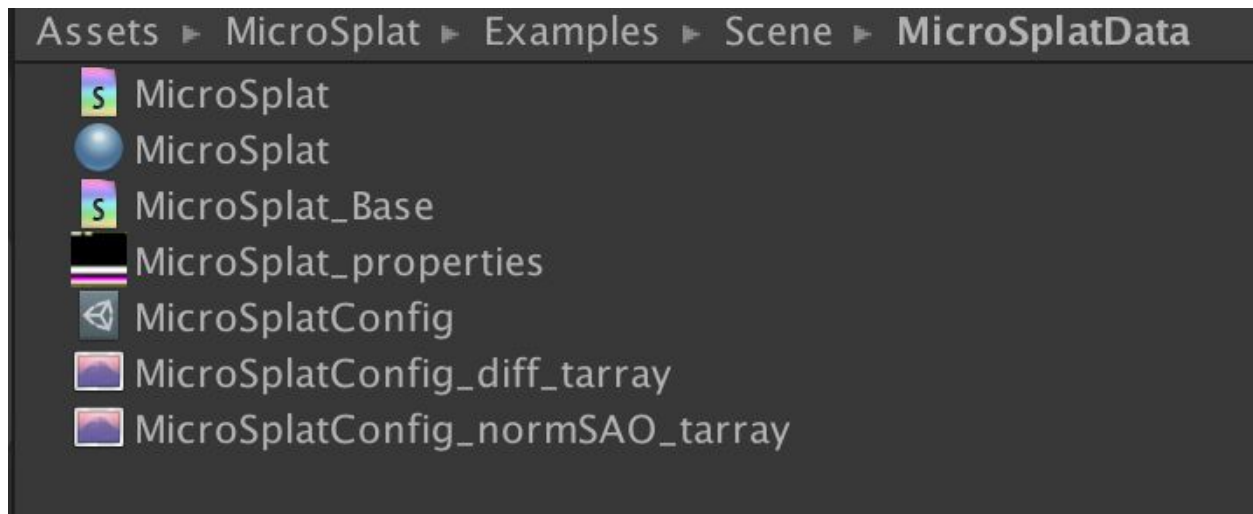 Assets ► MicroSplat ► Examples ► Scene ► MicroSplatData
MicroSplat
MicroSplat
MicroSplat_Base
MicroSplat_properties
MicroSplatConfig
MicroSplatConfig_diff_tarray
MicroSplatConfig_normSAO_tarray